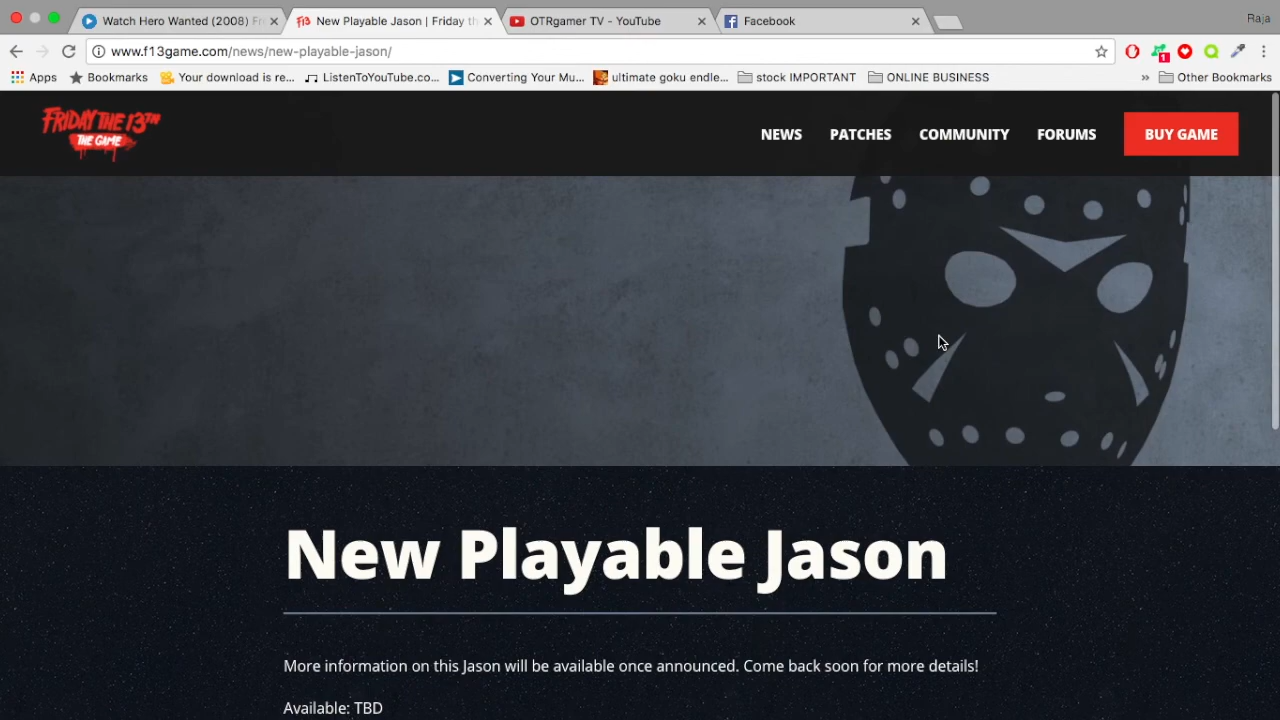 Watch Hero Wanted (2008) Fr
New Playable Jason | Friday th
OTRgamer TV - YouTube
Facebook
Raja
www.f13game.com/news/new-playable-jason/
1
Apps
Bookmarks
Your download is re...
ListenToYouTube.co...
Converting Your Mu...
ultimate goku endle...
stock IMPORTANT
ONLINE BUSINESS
»
Other Bookmarks
FRIDAY THE 13TH
THE GAME
NEWS
PATCHES
COMMUNITY
FORUMS
BUY GAME
New Playable Jason
More information on this Jason will be available once announced. Come back soon for more details!
Available: TBD